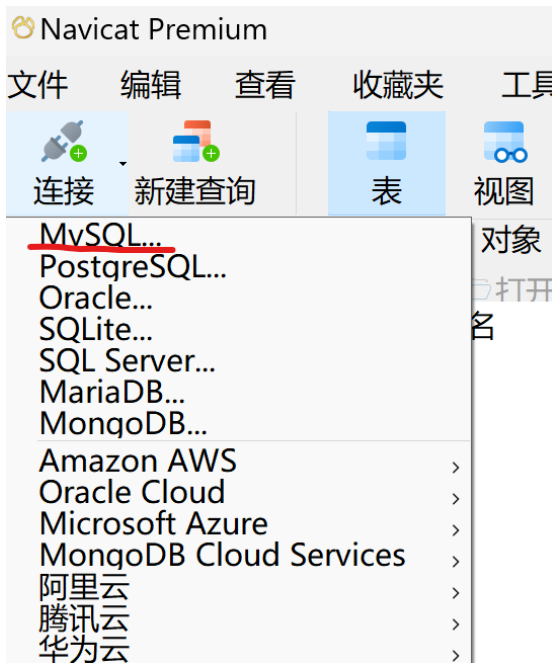 Navicat Premium
文件 编辑 查看 收藏夹 工具
连接 新建查询 表 视图
对象
打开
名
MySQL...
PostgreSQL...
Oracle...
SQLite...
SQL Server...
MariaDB...
MongoDB...
Amazon AWS
Oracle Cloud
Microsoft Azure
MongoDB Cloud Services
阿里云
腾讯云
华为云